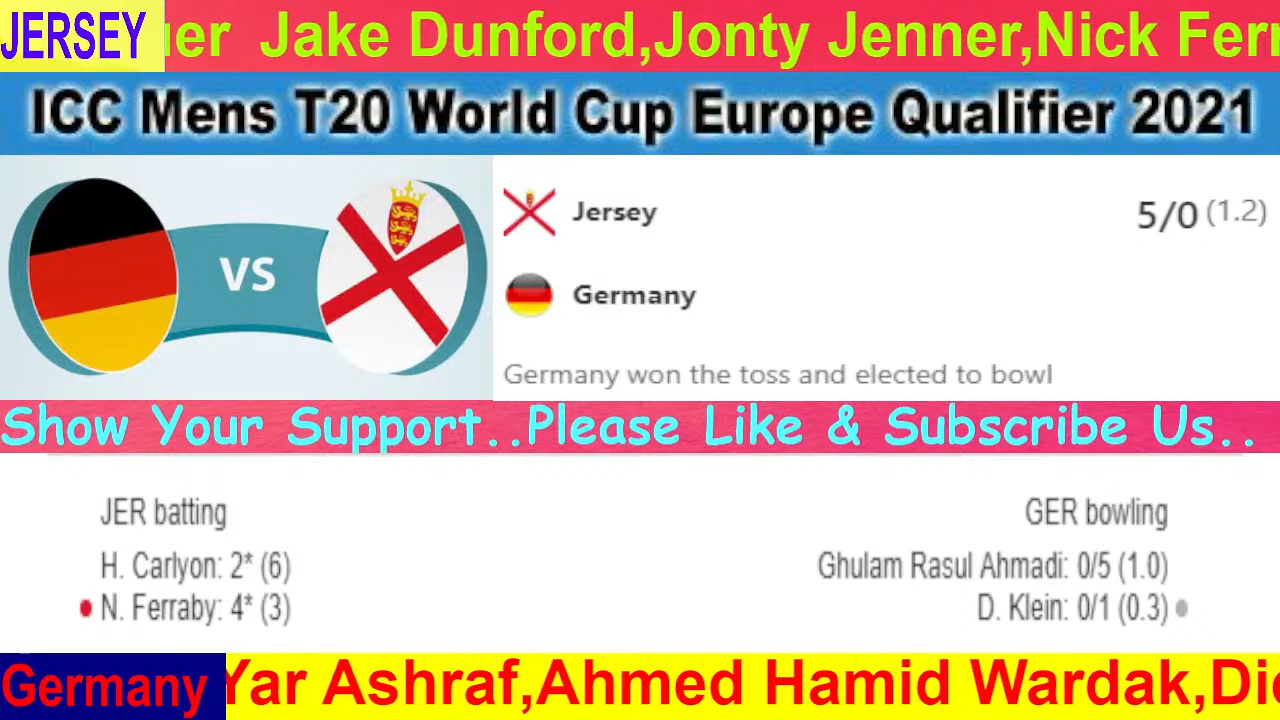 JERSEY Jake Dunford,Jonty Jenner,Nick
ICC Mens T20 World Cup Europe Qualifier 2021
VS
Jersey 5/0 (1.2)
Germany
Germany won the toss and elected to bowl
Show Your Support..Please Like & Subscribe Us..
JER batting GER bowling
H. Carlyon: 2* (6) Ghulam Rasul Ahmadi: 0/5 (1.0)
N. Ferraby: 4* (3) D. Klein: 0/1 (0.3)
Germany Yar Ashraf,Ahmed Hamid Wardak,